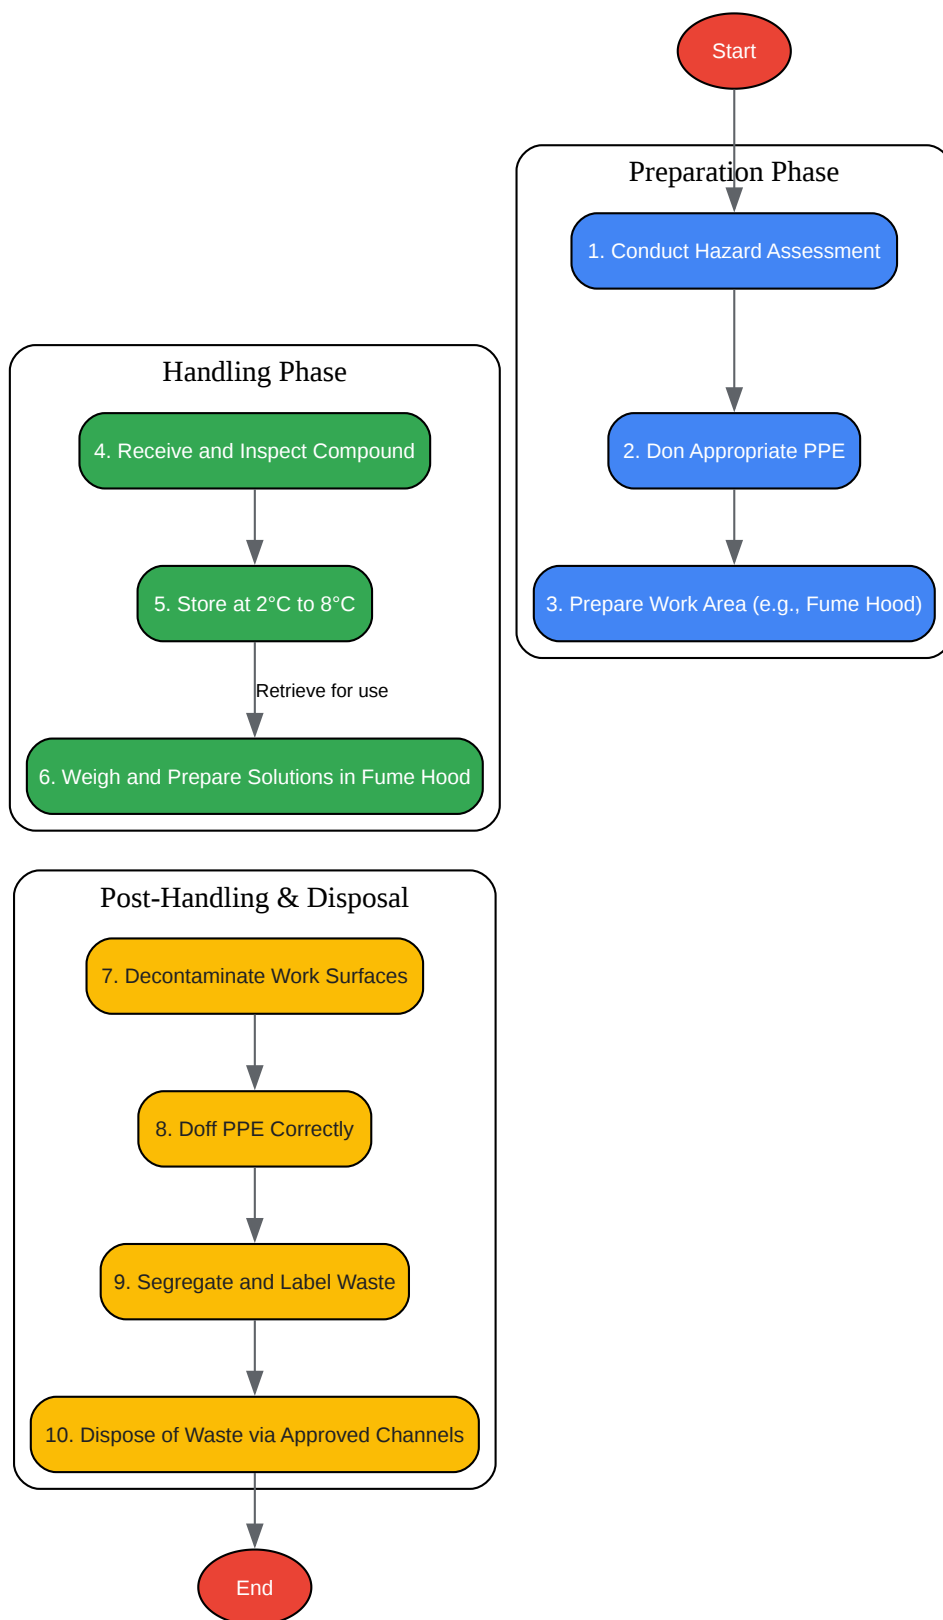 Start
Preparation Phase
1. Conduct Hazard Assessment
2. Don Appropriate PPE
3. Prepare Work Area (e.g., Fume Hood)
Handling Phase
4. Receive and Inspect Compound
5. Store at 2°C to 8°C
Retrieve for use
6. Weigh and Prepare Solutions in Fume Hood
Post-Handling & Disposal
7. Decontaminate Work Surfaces
8. Doff PPE Correctly
9. Segregate and Label Waste
10. Dispose of Waste via Approved Channels
End